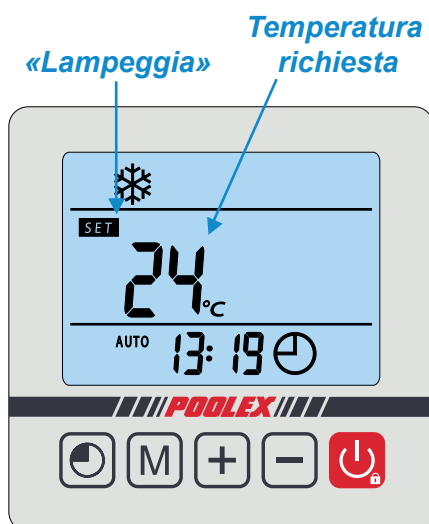 Temperatura
richiesta
«Lampeggia»
SET
24 °C
AUTO 13:19
POOLEX
M + -